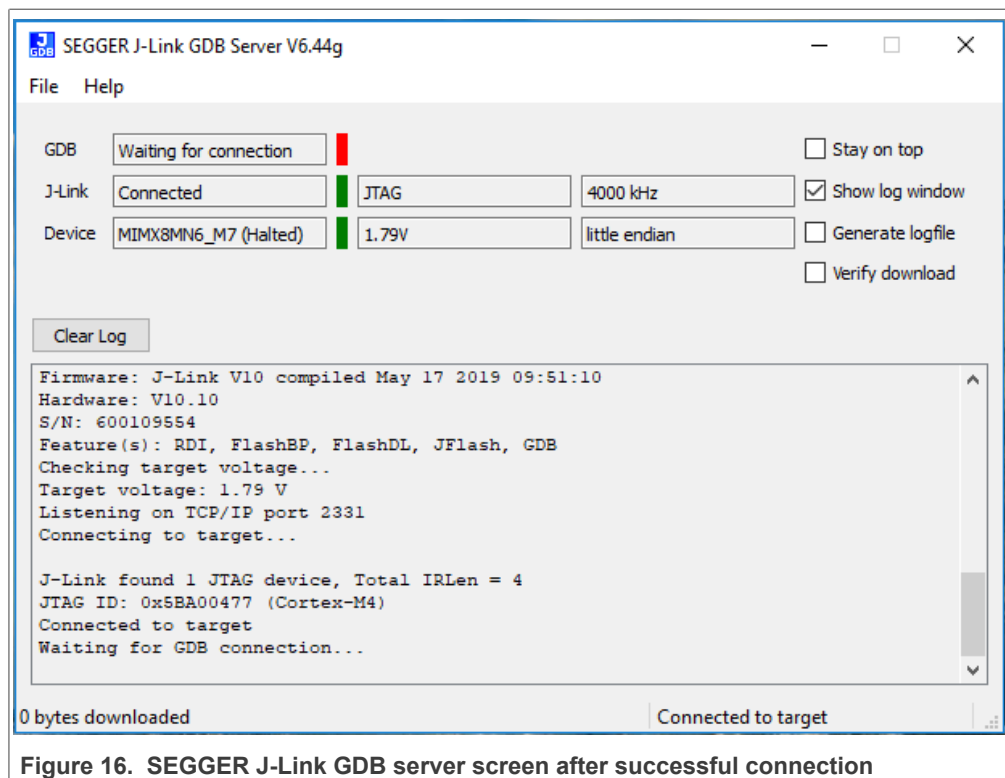 J GDB SEGGER J-Link GDB Server V6.44g
File Help
GDB Waiting for connection Stay on top
J-Link Connected JTAG 4000 kHz Show log window
Device MIMX8MN6_M7 (Halted) 1.79V little endian Generate logfile
Verify download
Clear Log
Firmware: J-Link V10 compiled May 17 2019 09:51:10
Hardware: V10.10
S/N: 600109554
Feature(s): RDI, FlashBP, FlashDL, JFlash, GDB
Checking target voltage...
Target voltage: 1.79 V
Listening on TCP/IP port 2331
Connecting to target...
J-Link found 1 JTAG device, Total IRLen = 4
JTAG ID: 0x5BA00477 (Cortex-M4)
Connected to target
Waiting for GDB connection...
0 bytes downloaded Connected to target
Figure 16. SEGGER J-Link GDB server screen after successful connection